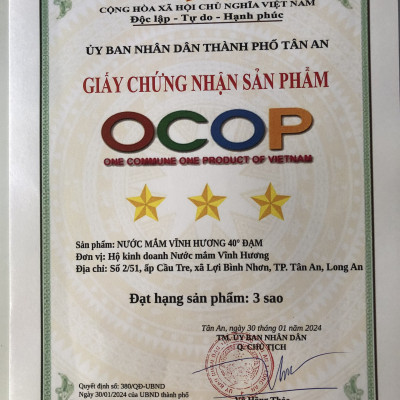 CỘNG HÒA XÃ HỘI CHỦ NGHĨA VIỆT NAM
Độc lập - Tự do - Hạnh phúc
ỦY BAN NHÂN DÂN THÀNH PHỐ TÂN AN
GIẤY CHỨNG NHẬN SẢN PHẨM
OCOP
ONE COMMUNE ONE PRODUCT OF VIETNAM
Sản phẩm: NƯỚC MẮM VĨNH HƯƠNG 40° ĐẠM
Đơn vị: Hộ kinh doanh Nước mắm Vĩnh Hương
Địa chỉ: Số 2/51, ấp Cầu Tre, xã Lợi Bình Nhơn, TP. Tân An, Long An
Đạt hạng sản phẩm: 3 sao
Tân An, ngày 30 tháng 01 năm 2024
TM. ỦY BAN NHÂN DÂN
Q. CHỦ TỊCH
Quyết định số: 380/QĐ-UBND
Ngày 30/01/2024 của UBND thành phố